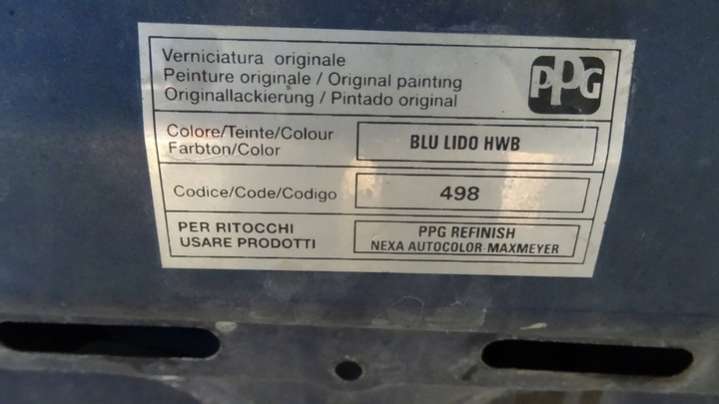 Verniciatura originale
Peinture originale / Original painting
Originallackierung / Pintado original
PPG
Colore/Teinte/Colour
Farbton/Color
BLU LIDO HWB
Codice/Code/Codigo
498
PER RITOCCHI
USARE PRODOTTI
PPG REFINISH
NEXA AUTOCOLOR-MAXMEYER